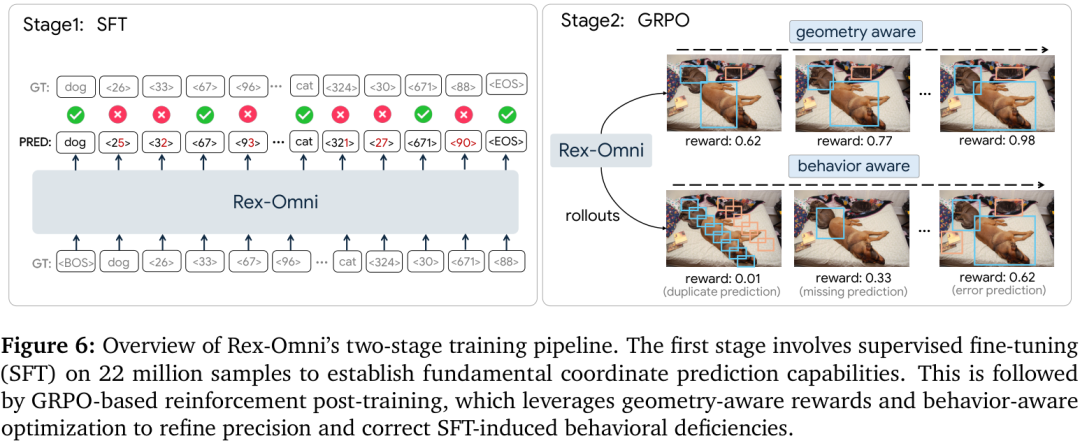 Stage1: SFT
GT: dog <26> <33> <67> <96> ... cat <324> <30> <671> <88> <EOS>
PRED: dog <25> <32> <67> <93> ... cat <321> <27> <671> <90> <EOS>
Rex-Omni
GT: <BOS> dog <26> <33> <67> <96> ... cat <324> <30> <671> <88>
Stage2: GRPO
geometry aware
...
reward: 0.62 reward: 0.77 reward: 0.98
Rex-Omni
behavior aware
rollouts
...
reward: 0.01 reward: 0.33 reward: 0.62
(duplicate prediction) (missing prediction) (error prediction)
Figure 6: Overview of Rex-Omni's two-stage training pipeline. The first stage involves supervised fine-tuning
(SFT) on 22 million samples to establish fundamental coordinate prediction capabilities. This is followed
by GRPO-based reinforcement post-training, which leverages geometry-aware rewards and behavior-aware
optimization to refine precision and correct SFT-induced behavioral deficiencies.